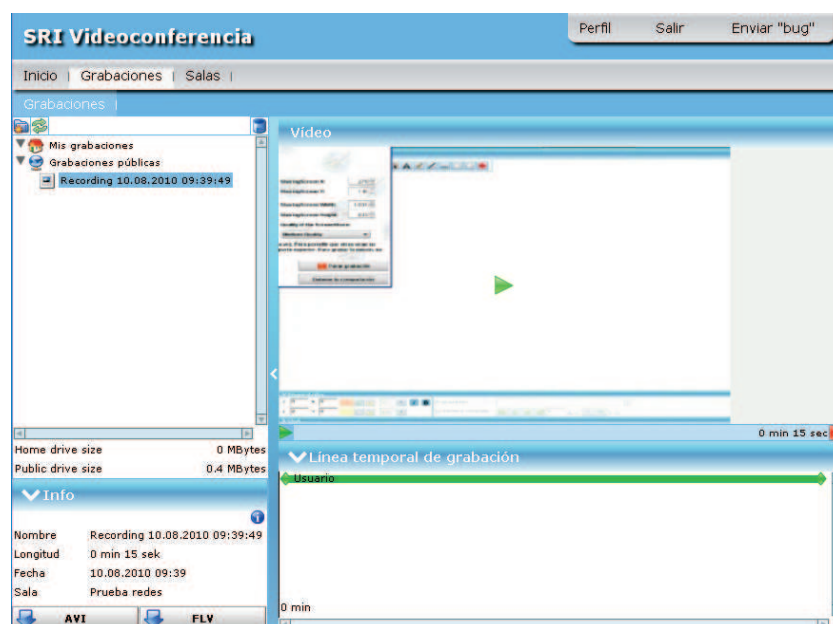 SRI Videoconferencia
Perfil Salir Enviar "bug"
Inicio | Grabaciones | Salas |
Grabaciones |
Mis grabaciones
Grabaciones públicas
Recording 10.08.2010 09:39:49
Home drive size 0 MBytes
Public drive size 0.4 MBytes
Info
Nombre Recording 10.08.2010 09:39:49
Longitud 0 min 15 sek
Fecha 10.08.2010 09:39
Sala Prueba redes
AVI FLV
Vídeo
Parar grabación
0 min 15 sec
Línea temporal de grabación
Usuario
0 min